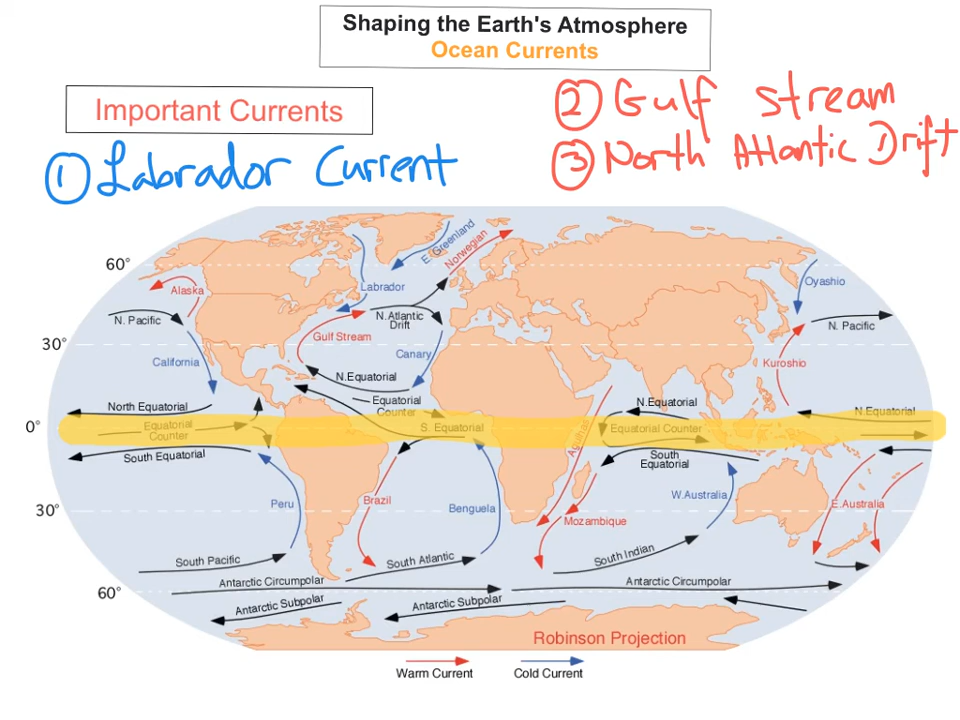 Shaping the Earth's Atmosphere
Ocean Currents
Important Currents
① Labrador Current
② Gulf stream
③ North Atlantic Drift
60°
30°
0°
30°
60°
Alaska
N. Pacific
California
North Equatorial
Equatorial
Counter
South Equatorial
Peru
South Pacific
Antarctic Circumpolar
Antarctic Subpolar
E. Greenland
Norwegian
Labrador
N.Atlantic
Drift
Gulf Stream
Canary
N.Equatorial
Equatorial
Counter
S. Equatorial
Brazil
Benguela
South Atlantic
Antarctic Subpolar
Agulhas
Mozambique
N.Equatorial
Equatorial Counter
South
Equatorial
W.Australia
South Indian
Antarctic Circumpolar
Oyashio
N. Pacific
Kuroshio
N.Equatorial
E.Australia
Robinson Projection
Warm Current
Cold Current